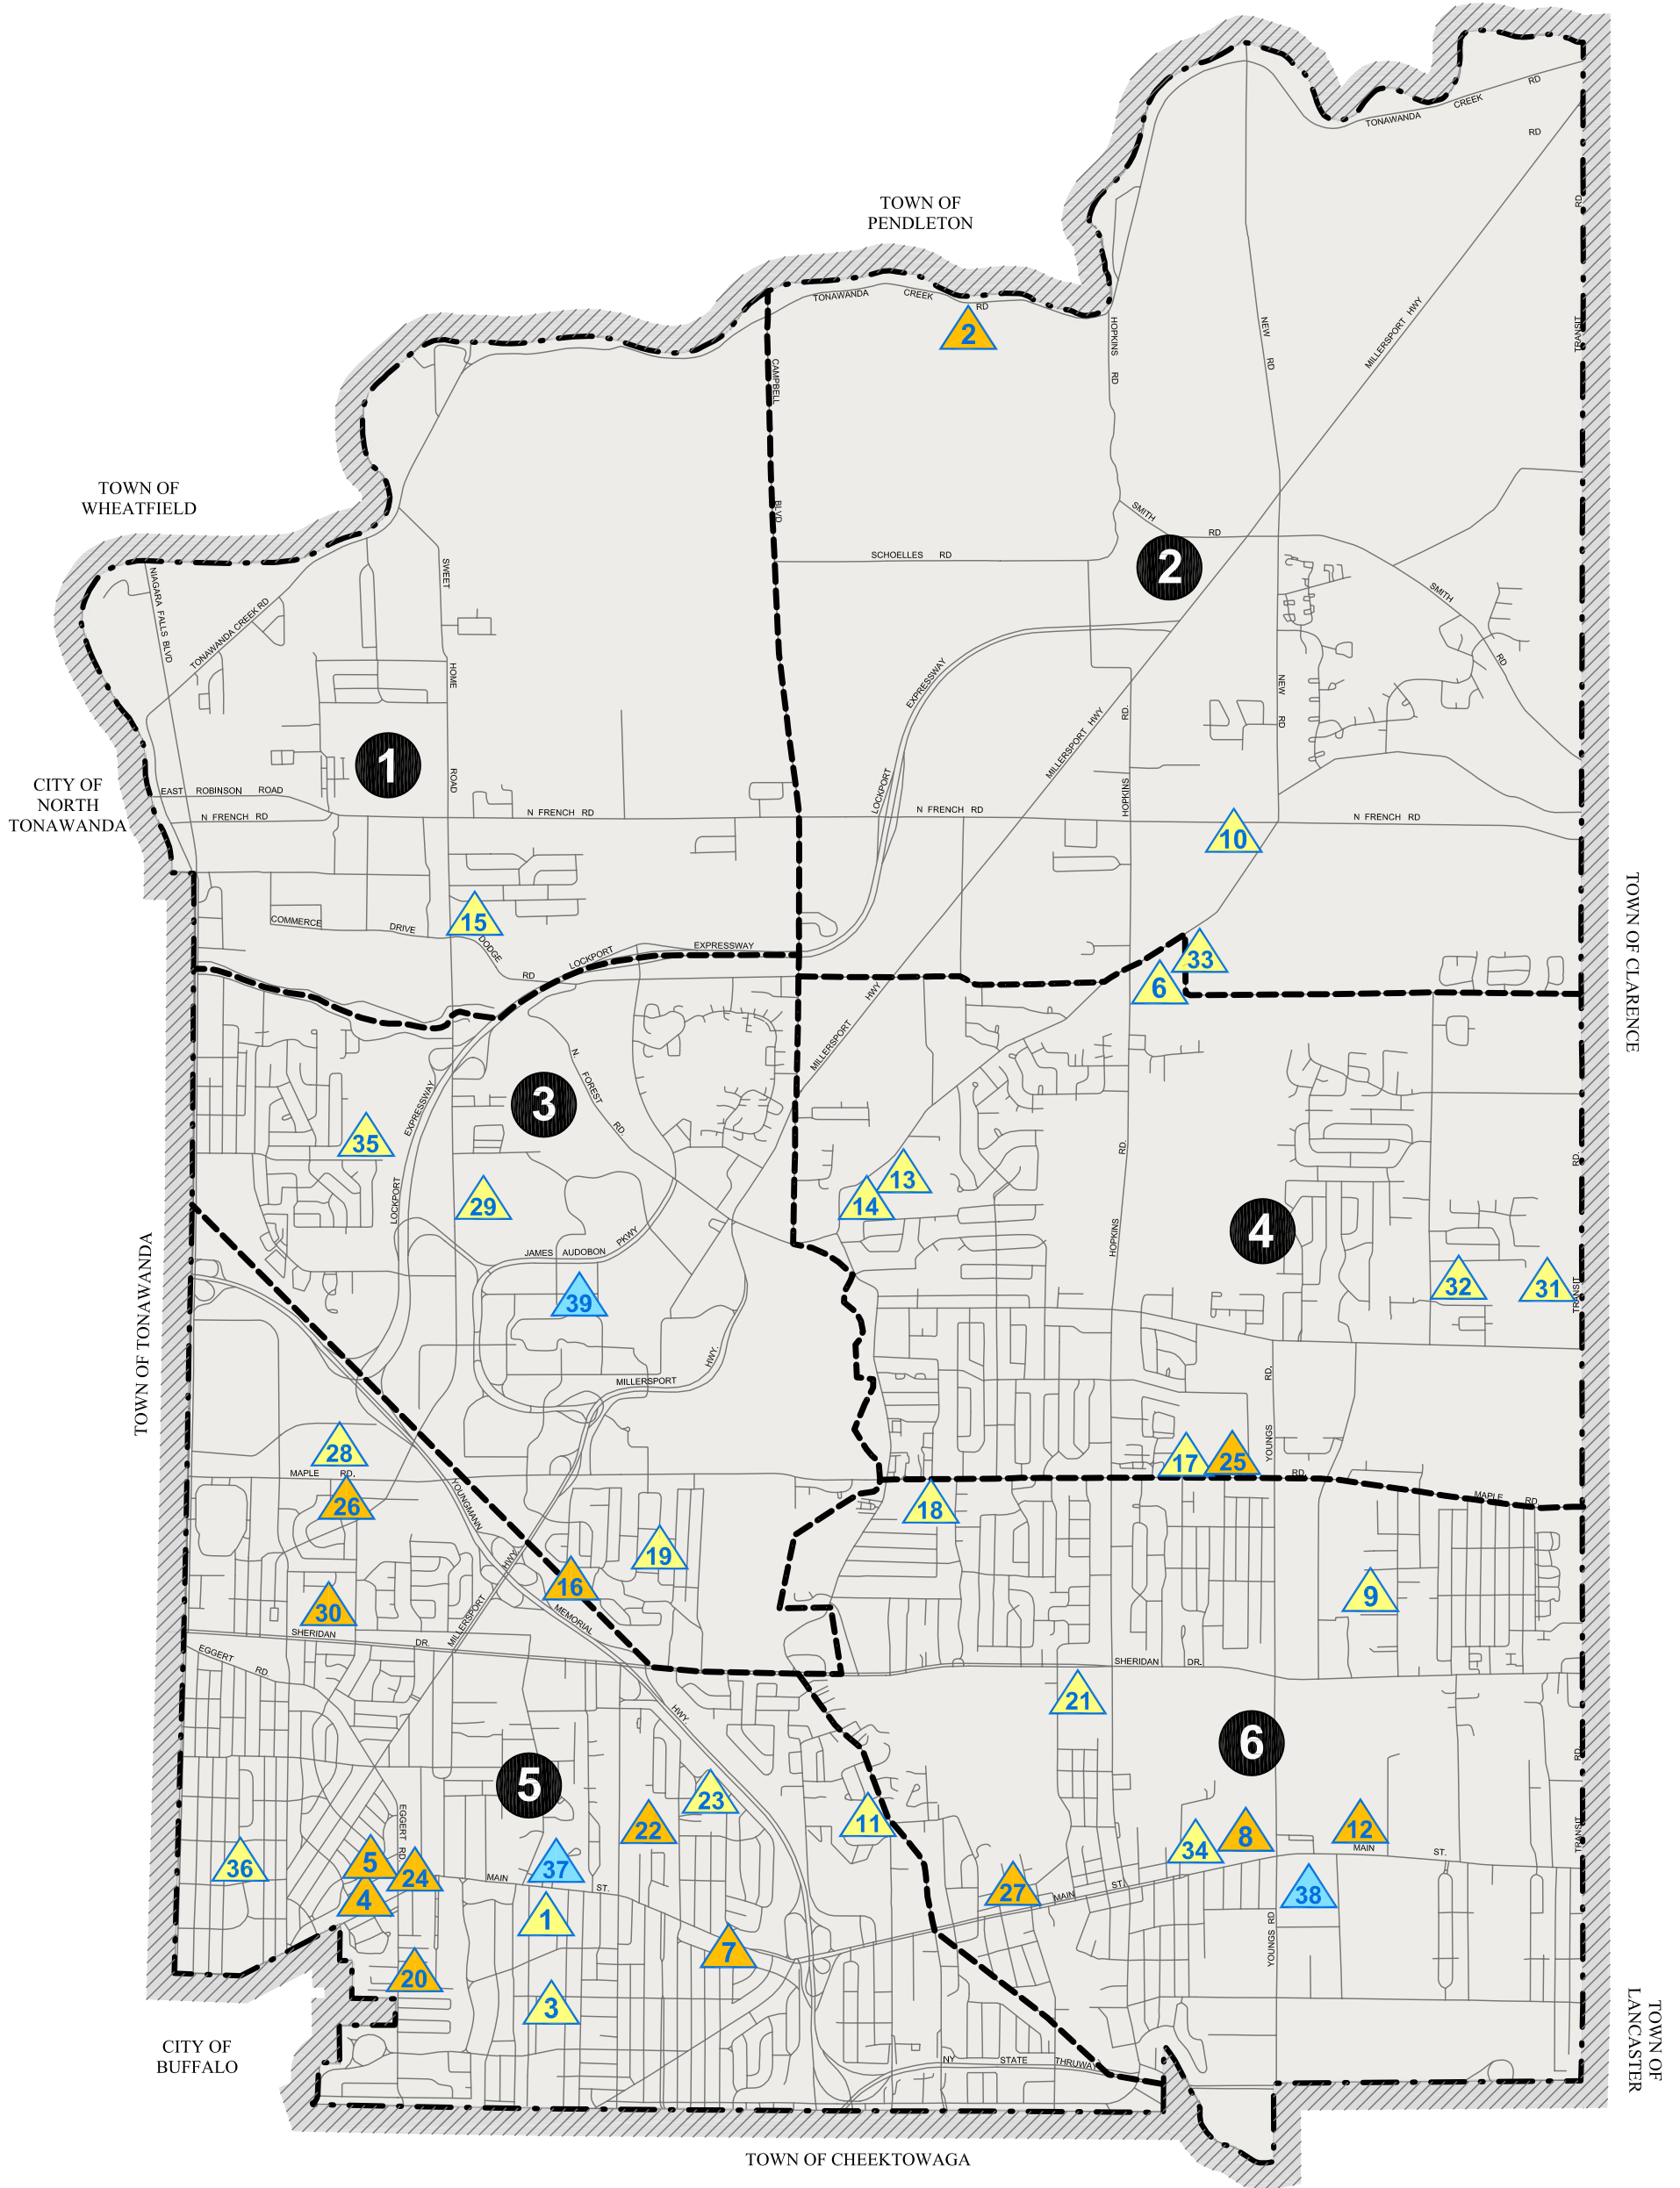 RD
CREEK
TONAWANDA
RD
RD
TOWN OF
PENDLETON
TONAWANDA
CREEK
RD
2
HOPKINS
RD
NEW
RD
MILLERSPORT HWY
TRANSIT
CAMPBELL
BLVD
TOWN OF
WHEATFIELD
SMITH
RD
SCHOELLES RD
2
SMITH
RD
NIAGARA FALLS BLVD
TONAWANDA CREEK RD
SWEET
HOME
ROAD
EXPRESSWAY
LOCKPORT
MILLERSPORT HWY
RD.
HOPKINS
NEW
RD
1
CITY OF
NORTH
TONAWANDA
EAST ROBINSON ROAD
N FRENCH RD
N FRENCH RD
N FRENCH RD
N FRENCH RD
10
TOWN OF CLARENCE
15
COMMERCE
DRIVE
DODGE
RD
LOCKPORT
EXPRESSWAY
33
6
HWY
MILLERSPORT
3
N.
FOREST
RD.
EXPRESSWAY
LOCKPORT
35
29
13
14
RD.
HOPKINS
4
RD.
TRANSIT
JAMES AUDOBON
PKWY
39
32
31
TOWN OF TONAWANDA
HWY.
MILLERSPORT
28
MAPLE RD.
26
YOUNGMANN
17
25
RD.
YOUNGS
RD.
MAPLE
RD
18
19
16
HWY
MILLERSPORT
MEMORIAL
9
30
SHERIDAN
DR.
EGGERT
RD.
SHERIDAN
DR.
21
HWY.
6
5
RD.
TRANSIT
23
22
11
EGGERT
RD.
36
5
24
4
MAIN
ST.
37
1
7
27
MAIN
ST.
34
8
12
MAIN
ST.
38
YOUNGS RD
20
3
CITY OF
BUFFALO
NY
STATE
THRUWAY
TOWN OF
LANCASTER
TOWN OF CHEEKTOWAGA